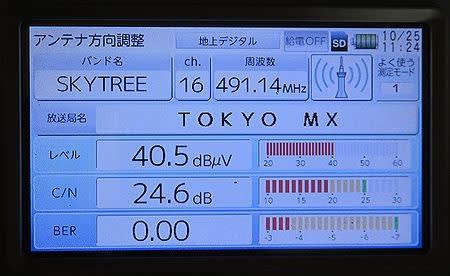 アンテナ方向調整 地上デジタル 給電OFF SD 10/25 11:24
バンド名 ch. 周波数 よく使う測定モード
SKYTREE 16 491.14MHz 1
放送局名 TOKYO MX
レベル 40.5dBμV
20 30 40 50 60
C/N 24.6dB
10 15 20 25 30
BER 0.00
-3 -4 -5 -6 -7